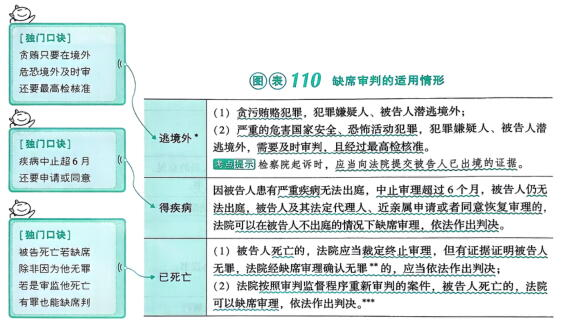 [独门口诀]
贪贿只要在境外
危恐境外及时审
还要最高检核准
图表 110 缺席审判的适用情形
逃境外*
(1) 贪污贿赂犯罪，犯罪嫌疑人、被告人潜逃境外；
(2) 严重的危害国家安全、恐怖活动犯罪，犯罪嫌疑人、被告人潜
逃境外，需要及时审判，且经过最高检核准。
考点提示 检察院起诉时，应当向法院提交被告人已出境的证据。
[独门口诀]
疾病中止超6月
还要申请或同意
得疾病
因被告人患有严重疾病无法出庭，中止审理超过6个月，被告人仍无
法出庭，被告人及其法定代理人、近亲属申请或者同意恢复审理的，
法院可以在被告人不出庭的情况下缺席审理，依法作出判决。
[独门口诀]
被告死亡若缺席
除非因为他无罪
若是审监他死亡
有罪也能缺席判
已死亡
(1) 被告人死亡的，法院应当裁定终止审理，但有证据证明被告人
无罪，法院经缺席审理确认无罪**的，应当依法作出判决；
(2) 法院按照审判监督程序重新审判的案件，被告人死亡的，法院
可以缺席审理，依法作出判决。***